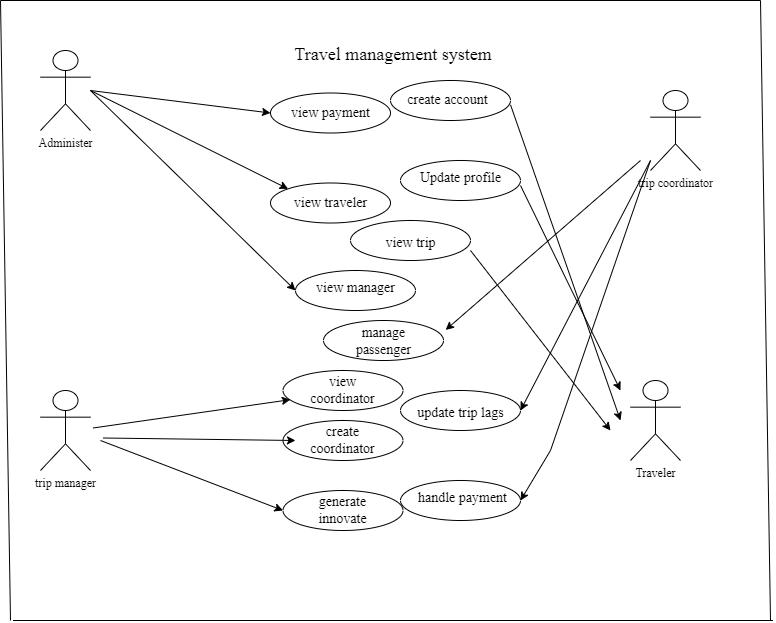 Travel management system
Administer
view payment
create account
trip coordinator
Update profile
view traveler
view trip
view manager
manage
passenger
view
coordinator
update trip lags
create
coordinator
trip manager
Traveler
generate
innovate
handle payment